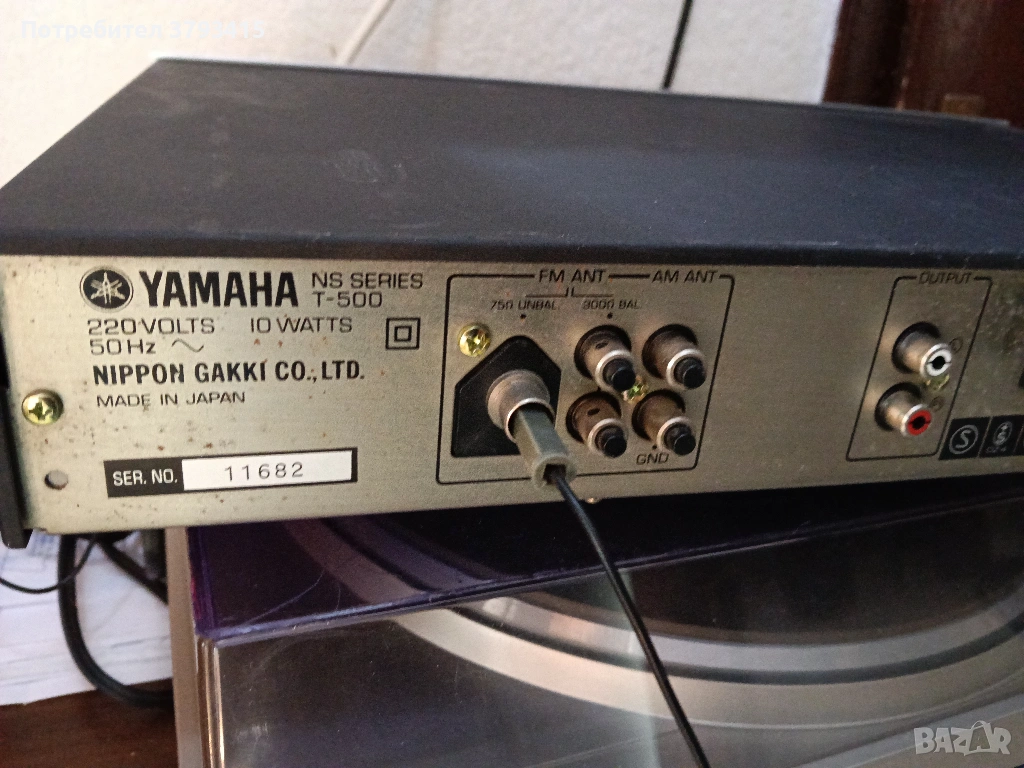 YAMAHA
NS SERIES
T-500
220 VOLTS 10 WATTS
50 Hz ～
NIPPON GAKKI CO., LTD.
MADE IN JAPAN
SER. NO. 11682
FM ANT
AM ANT
75Ω UNBAL.
300Ω BAL.
GND
OUTPUT
S
BAZAR